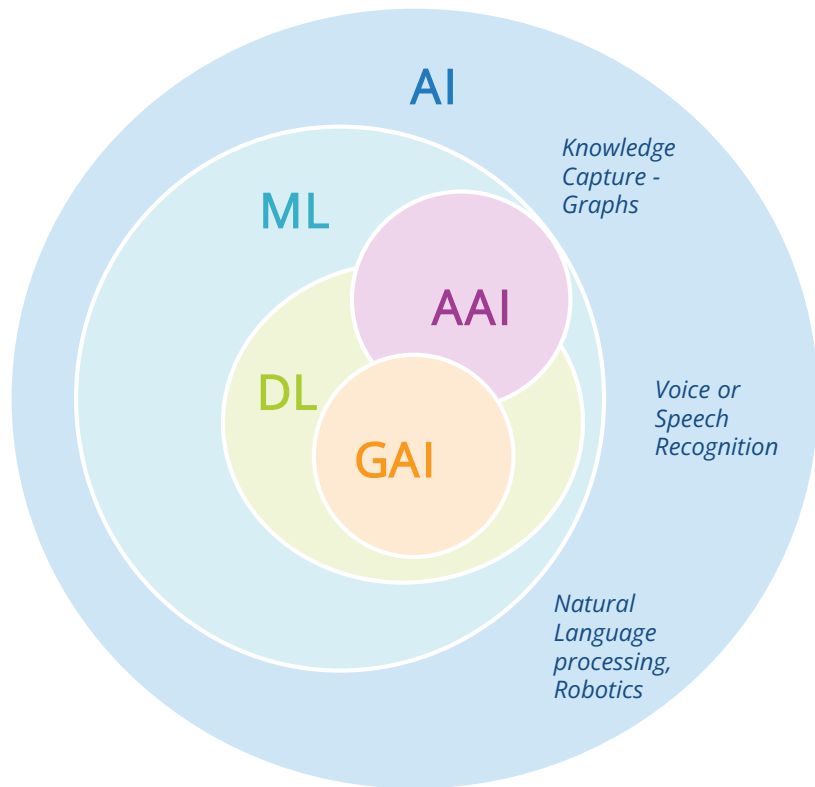 AI
Knowledge
Capture -
Graphs
ML
AAI
DL
Voice or
Speech
Recognition
GAI
Natural
Language
processing,
Robotics